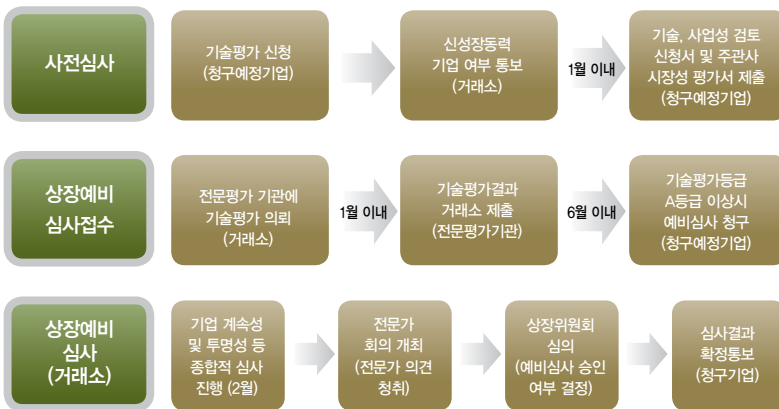 사전심사
기술평가 신청
(청구예정기업)
신성장동력
기업 여부 통보
(거래소)
1월 이내
기술, 사업성 검토
신청서 및 주관사
시장성 평가서 제출
(청구예정기업)
상장예비
심사접수
전문평가 기관에
기술평가 의뢰
(거래소)
1월 이내
기술평가결과
거래소 제출
(전문평가기관)
6월 이내
기술평가등급
A등급 이상시
예비심사 청구
(청구예정기업)
상장예비
심사
(거래소)
기업 계속성
및 투명성 등
종합적 심사
진행 (2월)
전문가
회의 개최
(전문가 의견
청취)
상장위원회
심의
(예비심사 승인
여부 결정)
심사결과
확정통보
(청구기업)